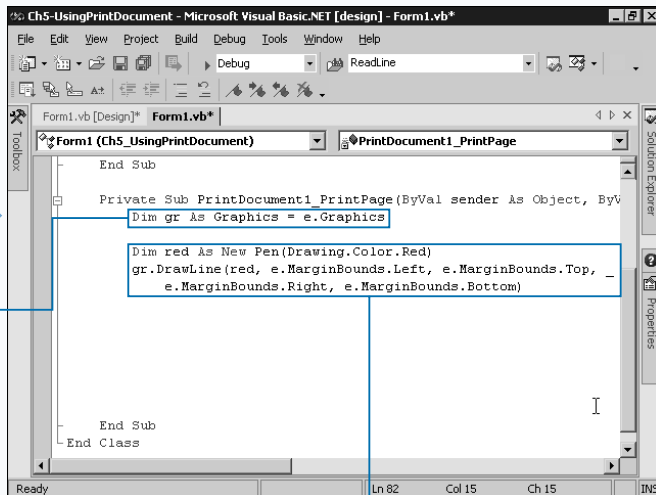 Ch5-UsingPrintDocument - Microsoft Visual Basic.NET [design] - Form1.vb*
File Edit View Project Build Debug Tools Window Help
Debug ReadLine
Form1.vb [Design]* Form1.vb*
Form1 (Ch5_UsingPrintDocument) PrintDocument1_PrintPage
Toolbox
Solution Explorer
Properties
End Sub
Private Sub PrintDocument1_PrintPage(ByVal sender As Object, ByV
Dim gr As Graphics = e.Graphics
Dim red As New Pen(Drawing.Color.Red)
gr.DrawLine(red, e.MarginBounds.Left, e.MarginBounds.Top, _
e.MarginBounds.Right, e.MarginBounds.Bottom)
End Sub
End Class
Ready Ln 82 Col 15 Ch 15 INS